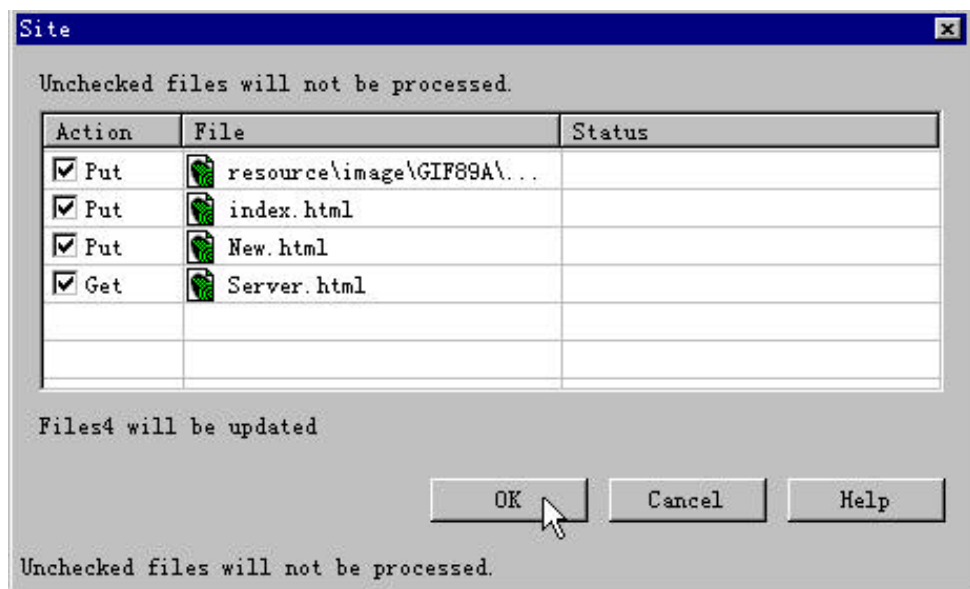 Site
Unchecked files will not be processed.
Action File Status
Put resource\image\GIF89A\...
Put index.html
Put New.html
Get Server.html
Files4 will be updated
OK Cancel Help
Unchecked files will not be processed.